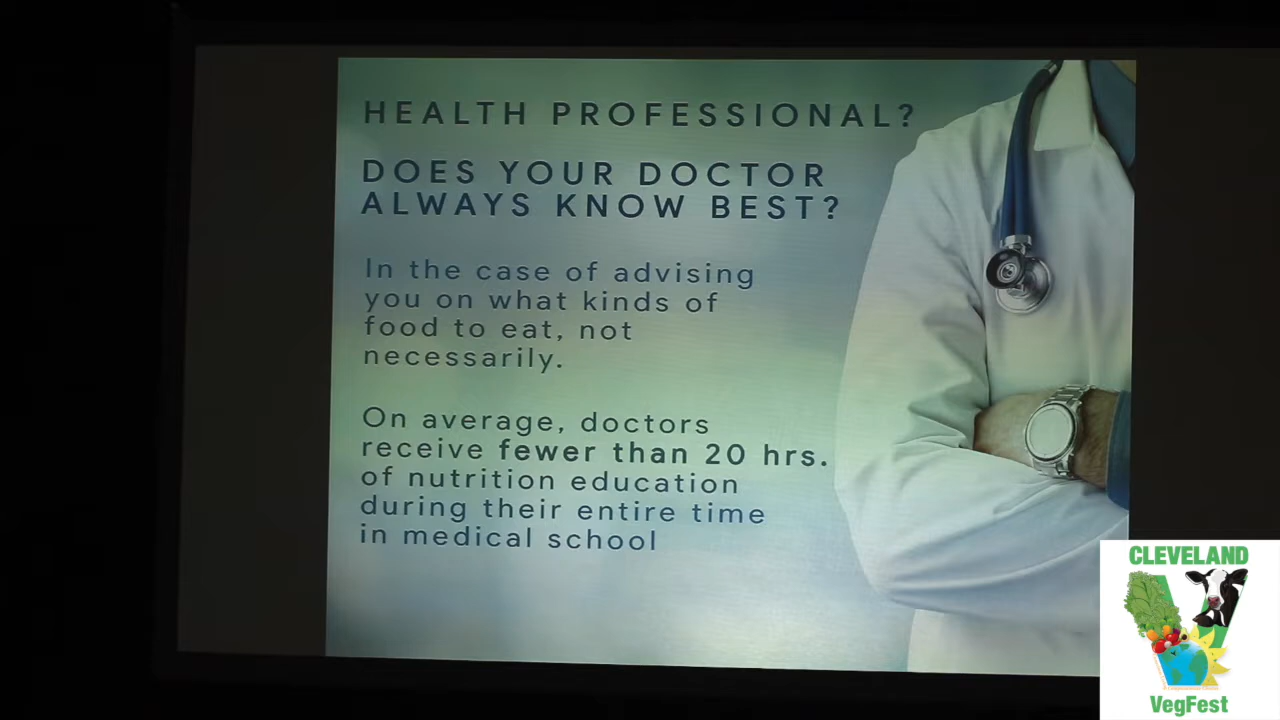 HEALTH PROFESSIONAL?
DOES YOUR DOCTOR
ALWAYS KNOW BEST?
In the case of advising
you on what kinds of
food to eat, not
necessarily.
On average, doctors
receive fewer than 20 hrs.
of nutrition education
during their entire time
in medical school
CLEVELAND
VegFest